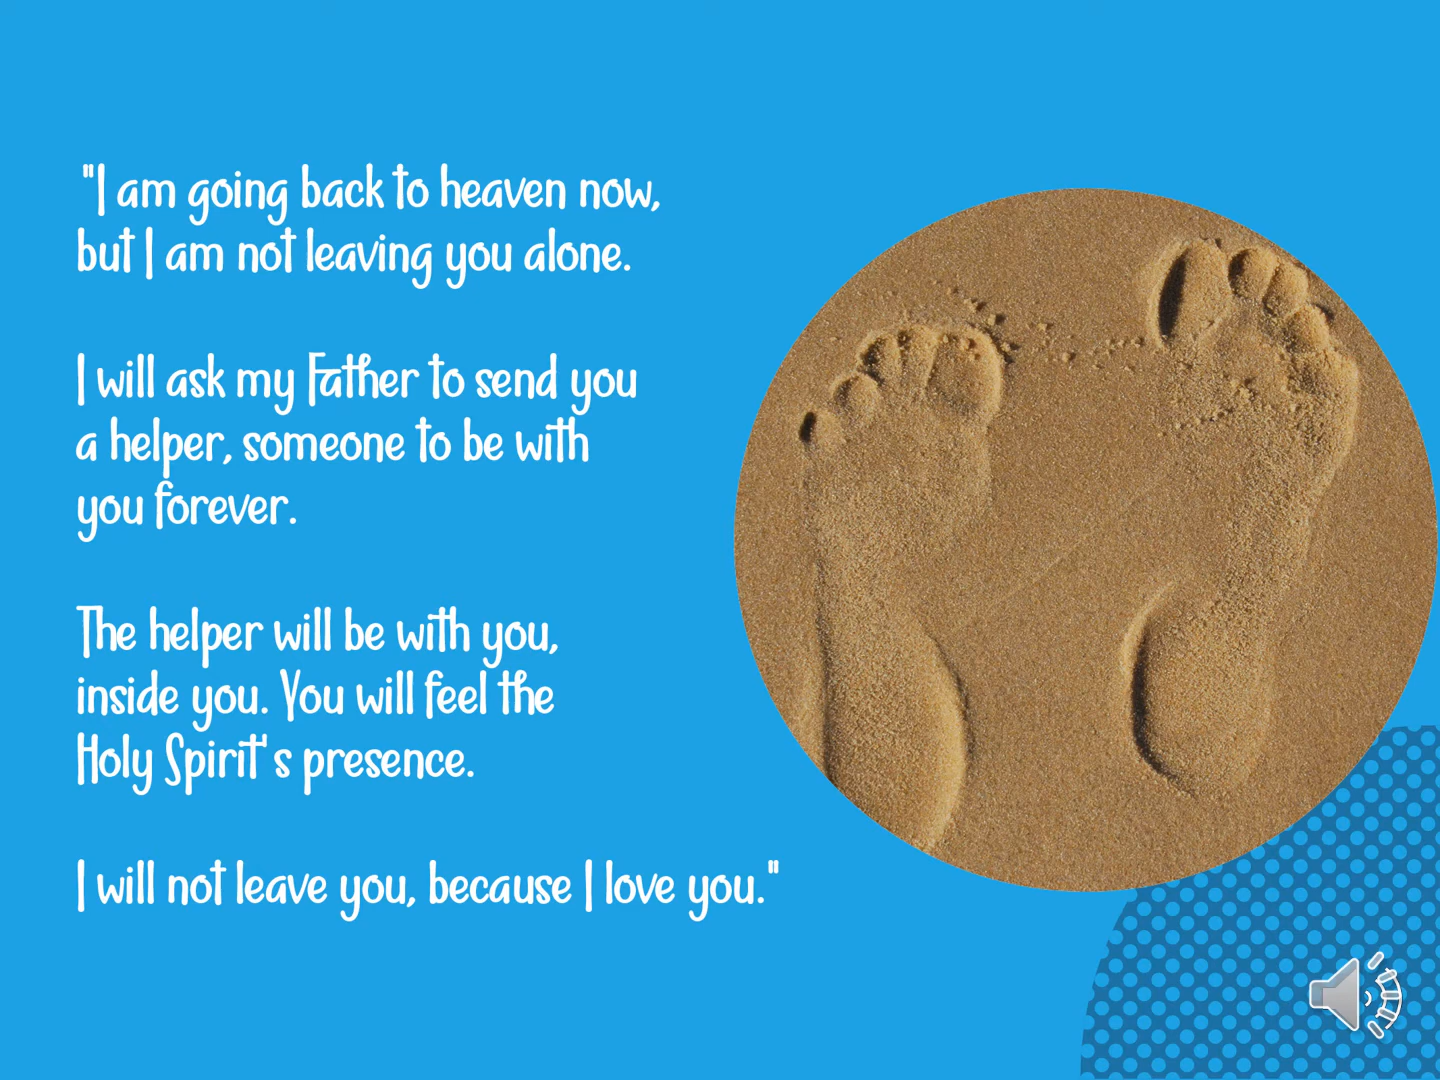 "I am going back to heaven now,
but I am not leaving you alone.
I will ask my Father to send you
a helper, someone to be with
you forever.
The helper will be with you,
inside you. You will feel the
Holy Spirit's presence.
I will not leave you, because I love you."